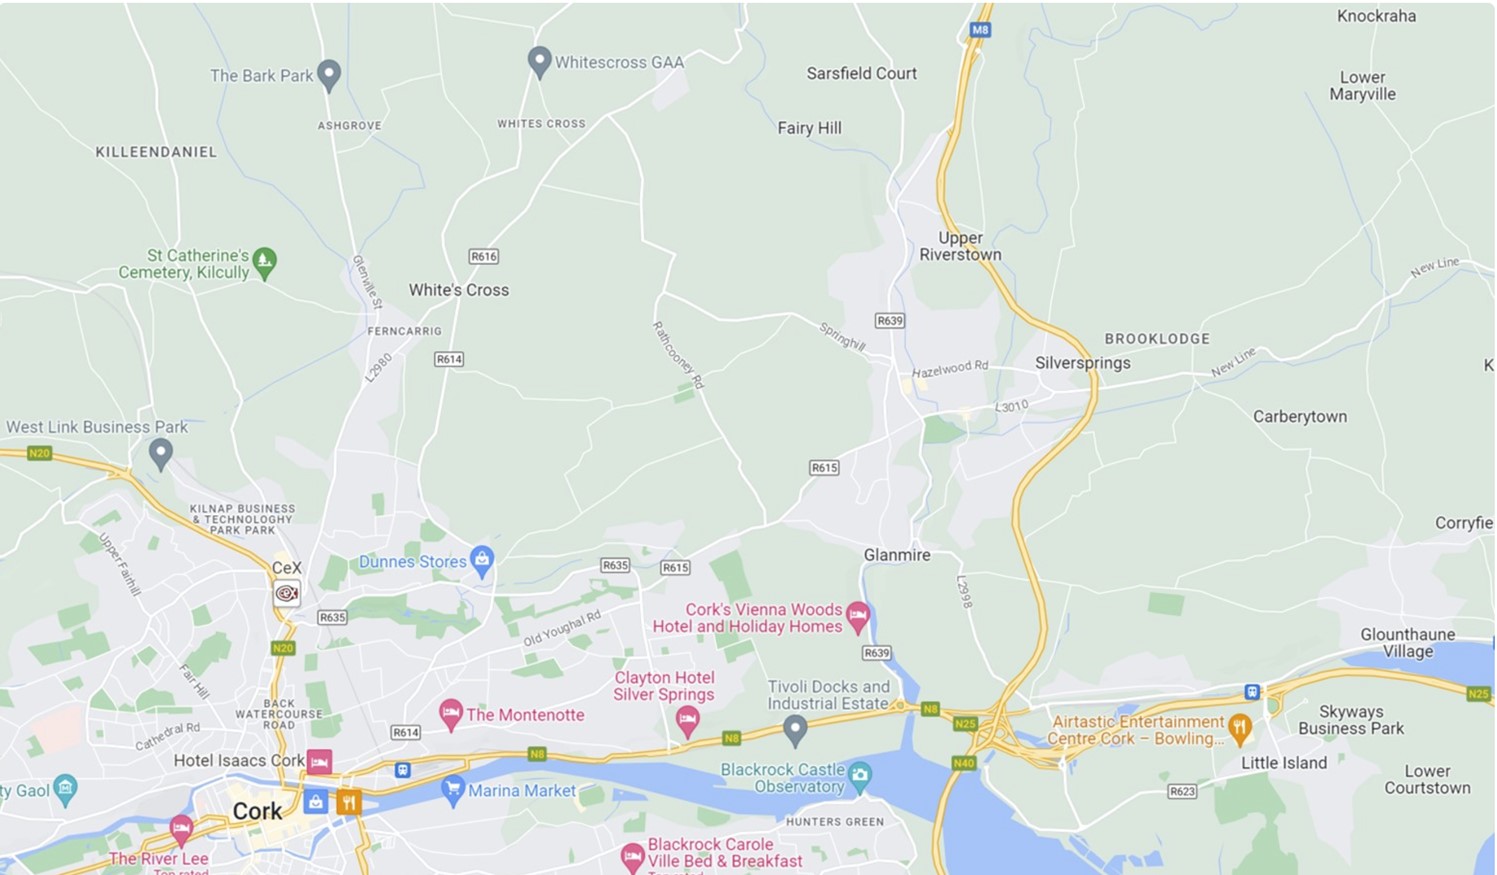 Knockraha
M8
Sarsfield Court
Lower
Maryville
The Bark Park
Whitescross GAA
ASHGROVE
WHITES CROSS
Fairy Hill
KILLEENDANIEL
St Catherine's
Cemetery, Kilcully
R616
Upper
Riverstown
Glenville St
White's Cross
New Line
FERNCARRIG
R639
Springhill
BROOKLODGE
L2980
R614
Rathcooney Rd
Hazelwood Rd
Silversprings
New Line
K
L3010
Carberytown
West Link Business Park
N20
R615
KILNAP BUSINESS
& TECHNOLOGHY
PARK PARK
Corryfie
Upper Fairhill
CeX
Dunnes Stores
R635
R615
Glanmire
L2998
R635
Old Youghal Rd
Cork's Vienna Woods
Hotel and Holiday Homes
R639
Glounthaune
Village
N20
Fair Hill
Clayton Hotel
Silver Springs
Tivoli Docks and
Industrial Estate
N8
N25
N25
BACK
WATERCOURSE
ROAD
The Montenotte
R614
Cathedral Rd
N8
N8
Airtastic Entertainment
Centre Cork – Bowling...
Skyways
Business Park
Hotel Isaacs Cork
N40
Little Island
Blackrock Castle
Observatory
Lower
Courtstown
ty Gaol
Marina Market
R623
Cork
HUNTERS GREEN
The River Lee
Top rated
Blackrock Carole
Ville Bed & Breakfast
Top rated